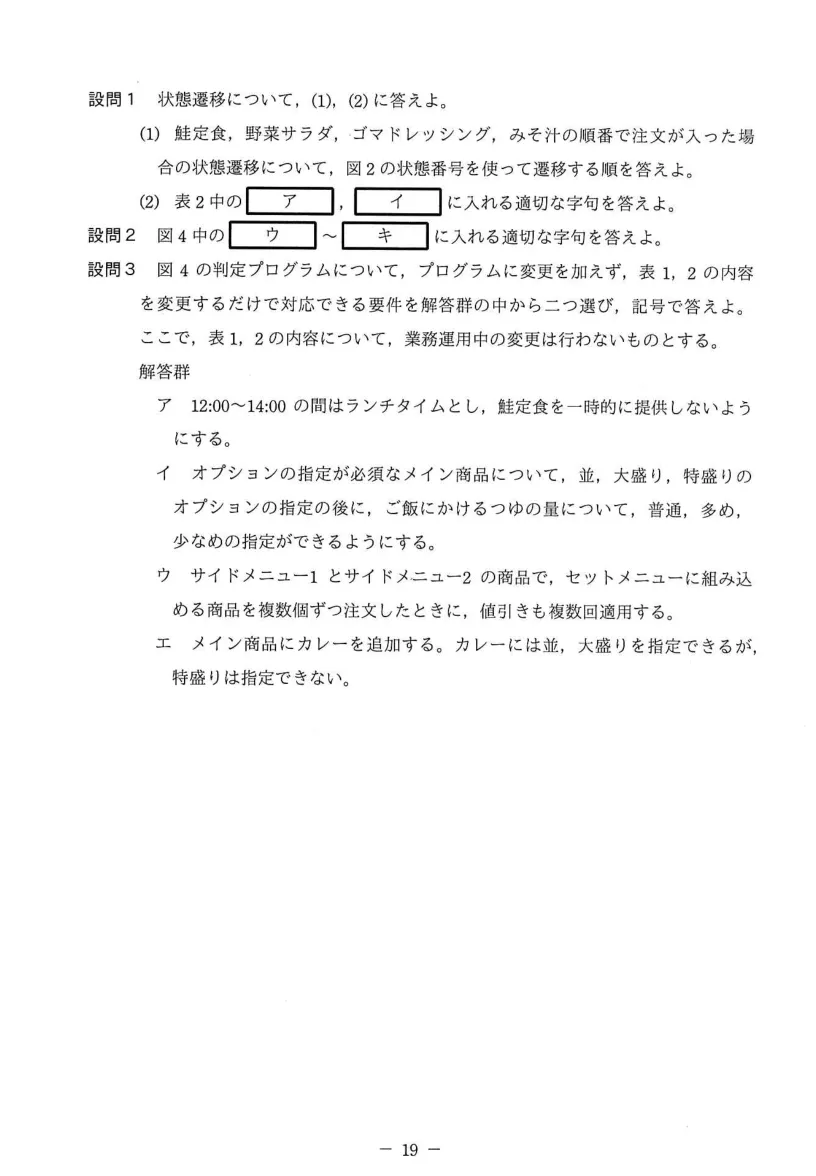 設問1 状態遷移について，(1)，(2)に答えよ。
(1) 鮭定食，野菜サラダ，ゴマドレッシング，みそ汁の順番で注文が入った場
合の状態遷移について，図2の状態番号を使って遷移する順を答えよ。
(2) 表2中の ア ， イ に入れる適切な字句を答えよ。
設問2 図4中の ウ ～ キ に入れる適切な字句を答えよ。
設問3 図4の判定プログラムについて，プログラムに変更を加えず，表1，2の内容
を変更するだけで対応できる要件を解答群の中から二つ選び，記号で答えよ。
ここで，表1，2の内容について，業務運用中の変更は行わないものとする。
解答群
ア 12:00～14:00 の間はランチタイムとし，鮭定食を一時的に提供しないよう
にする。
イ オプションの指定が必須なメイン商品について，並，大盛り，特盛りの
オプションの指定の後に，ご飯にかけるつゆの量について，普通，多め，
少なめの指定ができるようにする。
ウ サイドメニュー1 とサイドメニュー2 の商品で，セットメニューに組み込
める商品を複数個ずつ注文したときに，値引きも複数回適用する。
エ メイン商品にカレーを追加する。カレーには並，大盛りを指定できるが，
特盛りは指定できない。
－ 19 －